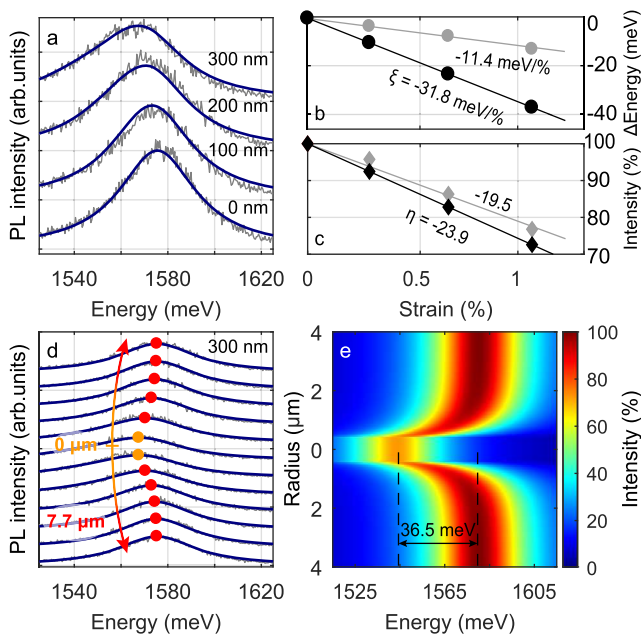 a
PL intensity (arb.units)
300 nm
200 nm
100 nm
0 nm
1540 1580 1620
Energy (meV)
b
-11.4 meV/%
ξ = -31.8 meV/%
0
-20
-40
ΔEnergy (meV)
c
-19.5
η = -23.9
100
90
80
70
Intensity (%)
0 0.5 1
Strain (%)
d
300 nm
PL intensity (arb.units)
0 μm
7.7 μm
1540 1580 1620
Energy (meV)
e
Radius (μm)
4
2
0
2
4
36.5 meV
1525 1565 1605
Energy (meV)
100
80
60
40
20
0
Intensity (%)